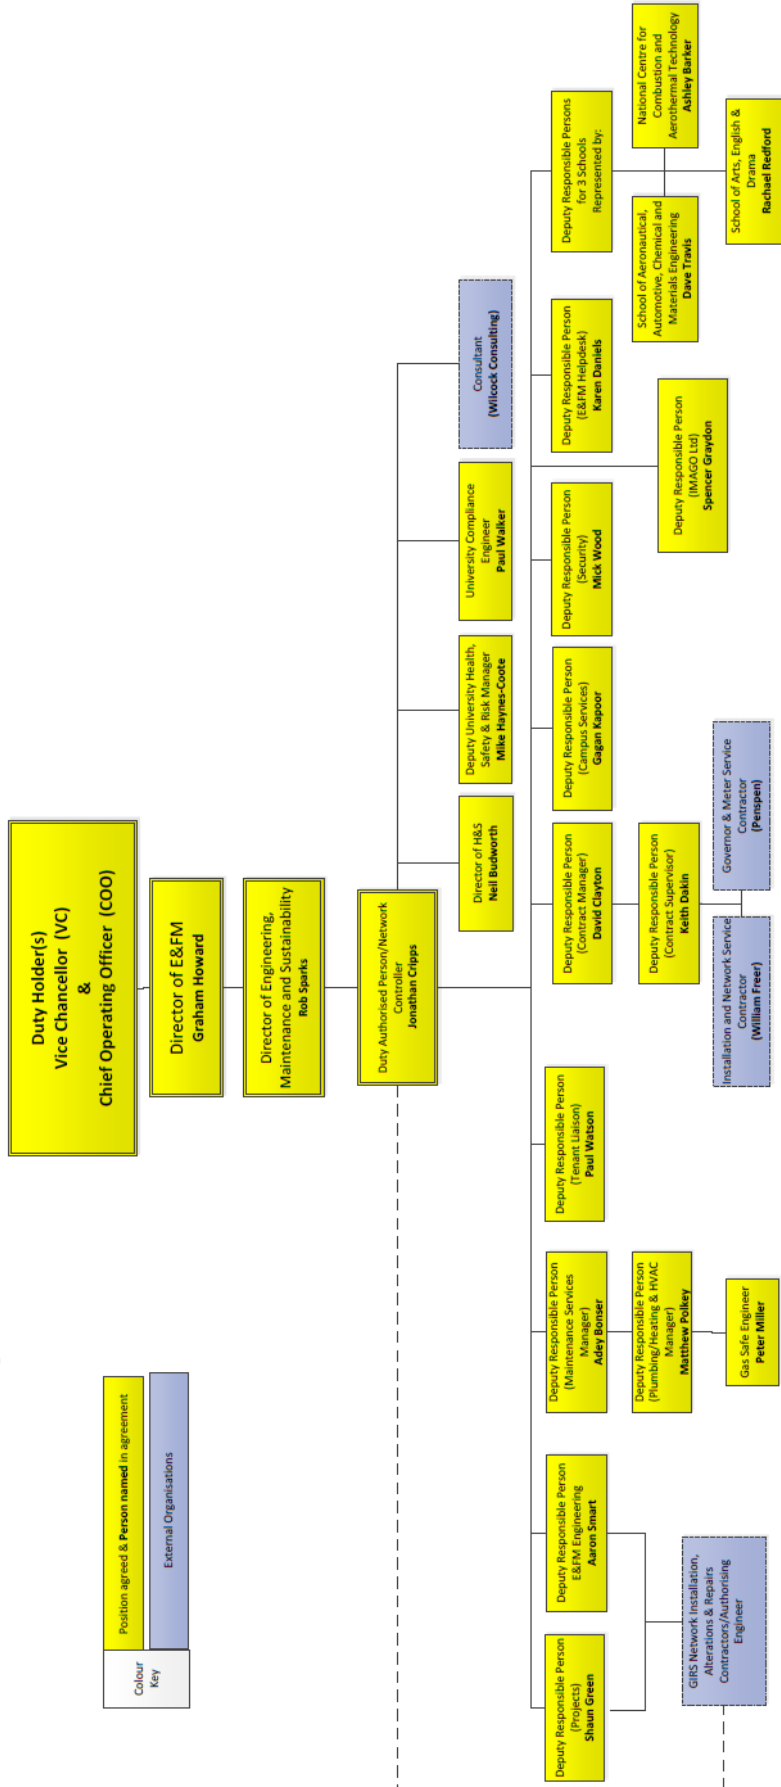 Duty Holder(s)
Vice Chancellor (VC)
&
Chief Operating Officer (COO)
Director of E&FM
Graham Howard
Director of Engineering,
Maintenance and Sustainability
Rob Sparks
Duty Authorised Person/Network
Controller
Jonathan Cripps
Colour
Key
Position agreed & Person named in agreement
External Organisations
Director of H&S
Neil Budworth
Deputy University Health,
Safety & Risk Manager
Mike Haynes-Coote
University Compliance
Engineer
Paul Walker
Consultant
(Wilcock Consulting)
Deputy Responsible Person
(Projects)
Shaun Green
Deputy Responsible Person
E&FM Engineering
Aaron Smart
GIRS Network Installation,
Alterations & Repairs
Contractors/Authorising
Engineer
Deputy Responsible Person
(Maintenance Services
Manager)
Adey Bonser
Deputy Responsible Person
(Plumbing/Heating & HVAC
Manager)
Matthew Polkey
Gas Safe Engineer
Peter Miller
Deputy Responsible Person
(Tenant Liaison)
Paul Watson
Deputy Responsible Person
(Contract Manager)
David Clayton
Deputy Responsible Person
(Contract Supervisor)
Keith Dakin
Installation and Network Service
Contractor
(William Freer)
Governor & Meter Service
Contractor
(Penspen)
Deputy Responsible Person
(Campus Services)
Gagan Kapoor
Deputy Responsible Person
(Security)
Mick Wood
Deputy Responsible Person
(IMAGO Ltd)
Spencer Graydon
Deputy Responsible Person
(E&FM Helpdesk)
Karen Daniels
Deputy Responsible Persons
for 3 Schools
Represented by:
School of Aeronautical,
Automotive, Chemical and
Materials Engineering
Dave Travis
National Centre for
Combustion and
Aerothermal Technology
Ashley Barker
School of Arts, English &
Drama
Rachael Redford